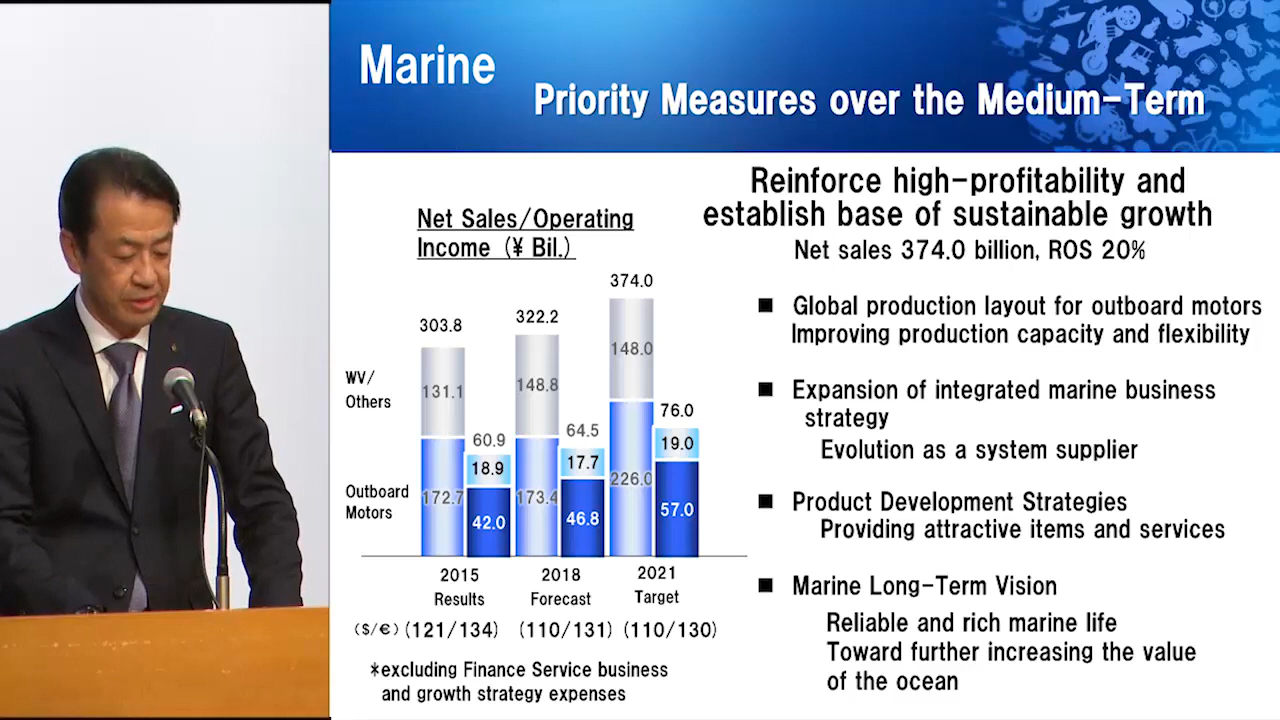 Marine
Priority Measures over the Medium-Term
Reinforce high-profitability and
establish base of sustainable growth
Net sales 374.0 billion, ROS 20%
Net Sales/Operating
Income (¥ Bil.)
374.0
322.2
303.8
148.0
148.8
131.1
WV/
Others
76.0
64.5
60.9
19.0
17.7
18.9
226.0
173.4
172.7
Outboard
Motors
57.0
46.8
42.0
2015 2018 2021
Results Forecast Target
($/€) (121/134) (110/131) (110/130)
*excluding Finance Service business
and growth strategy expenses
■ Global production layout for outboard motors
Improving production capacity and flexibility
■ Expansion of integrated marine business
strategy
Evolution as a system supplier
■ Product Development Strategies
Providing attractive items and services
■ Marine Long-Term Vision
Reliable and rich marine life
Toward further increasing the value
of the ocean